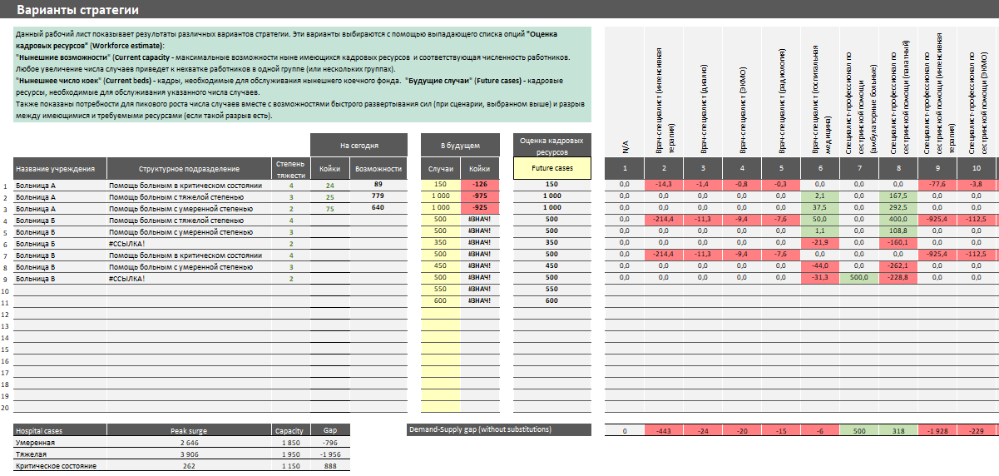 Варианты стратегии
Данный рабочий лист показывает результаты различных вариантов стратегии. Эти варианты выбираются с помощью выпадающего списка опций "Оценка
кадровых ресурсов" (Workforce estimate):
"Нынешние возможности" (Current capacity - максимальные возможности ныне имеющихся кадровых ресурсов и соответствующая численность работников.
Любое увеличение числа случаев приведет к нехватке работников в одной группе (или нескольких группах).
"Нынешнее число коек" (Current beds) - кадры, необходимые для обслуживания нынешнего коечного фонда. "Будущие случаи" (Future cases) - кадровые
ресурсы, необходимые для обслуживания указанного числа случаев.
Также показаны потребности для пикового роста числа случаев вместе с возможностями быстрого развертывания сил (при сценарии, выбранном выше) и разрыв
между имеющимися и требуемыми ресурсами (если такой разрыв есть).
N/A
Врач-специалист (интенсивная терапия)
Врач-специалист (диализ)
Врач-специалист (ЭКМО)
Врач-специалист (радиология)
Врач-специалист (госпитальная медицина)
Специалист-профессионал по сестринской помощи (амбулаторные больные)
Специалист-профессионал по сестринской помощи (палатный)
Специалист-профессионал по сестринской помощи (интенсивная терапия)
Специалист-профессионал по сестринской помощи (ЭКМО)
На сегодня В будущем Оценка кадровых ресурсов
Название учреждения Структурное подразделение Степень тяжести Койки Возможности Случаи Койки Future cases 1 2 3 4 5 6 7 8 9 10
1 Больница А Помощь больным в критическом состоянии 4 24 89 150 -126 150 0,0 -14,3 -1,4 -0,8 -0,3 0,0 0,0 0,0 -77,6 -3,8
2 Больница А Помощь больным с тяжелой степенью 3 25 779 1 000 -975 1 000 0,0 0,0 0,0 0,0 0,0 2,1 0,0 167,5 0,0 0,0
3 Больница А Помощь больным с умеренной степенью 2 75 640 1 000 -925 1 000 0,0 0,0 0,0 0,0 0,0 37,5 0,0 292,5 0,0 0,0
4 Больница Б Помощь больным с тяжелой степенью 4 500 #ЗНАЧ! 500 0,0 -214,4 -11,3 -9,4 -7,6 50,0 0,0 400,0 -925,4 -112,5
5 Больница Б Помощь больным с умеренной степенью 3 500 #ЗНАЧ! 500 0,0 0,0 0,0 0,0 0,0 1,1 0,0 108,8 0,0 0,0
6 Больница Б #ССЫЛКА! 2 350 #ЗНАЧ! 350 0,0 0,0 0,0 0,0 0,0 -21,9 0,0 -160,1 0,0 0,0
7 Больница В Помощь больным в критическом состоянии 4 500 #ЗНАЧ! 500 0,0 -214,4 -11,3 -9,4 -7,6 0,0 0,0 0,0 -925,4 -112,5
8 Больница В Помощь больным с умеренной степенью 3 450 #ЗНАЧ! 450 0,0 0,0 0,0 0,0 0,0 -44,0 0,0 -262,1 0,0 0,0
9 Больница В #ССЫЛКА! 2 500 #ЗНАЧ! 500 0,0 0,0 0,0 0,0 0,0 -31,3 500,0 -228,8 0,0 0,0
10 550 #ЗНАЧ! 550
11 600 #ЗНАЧ! 600
12
13
14
15
16
17
18
19
20
Hospital cases Peak surge Capacity Gap Demand-Supply gap (without substitutions) 0 -443 -24 -20 -15 -6 500 318 -1 928 -229
Умеренная 2 646 1 850 -796
Тяжелая 3 906 1 950 -1 956
Критическое состояние 262 1 150 888